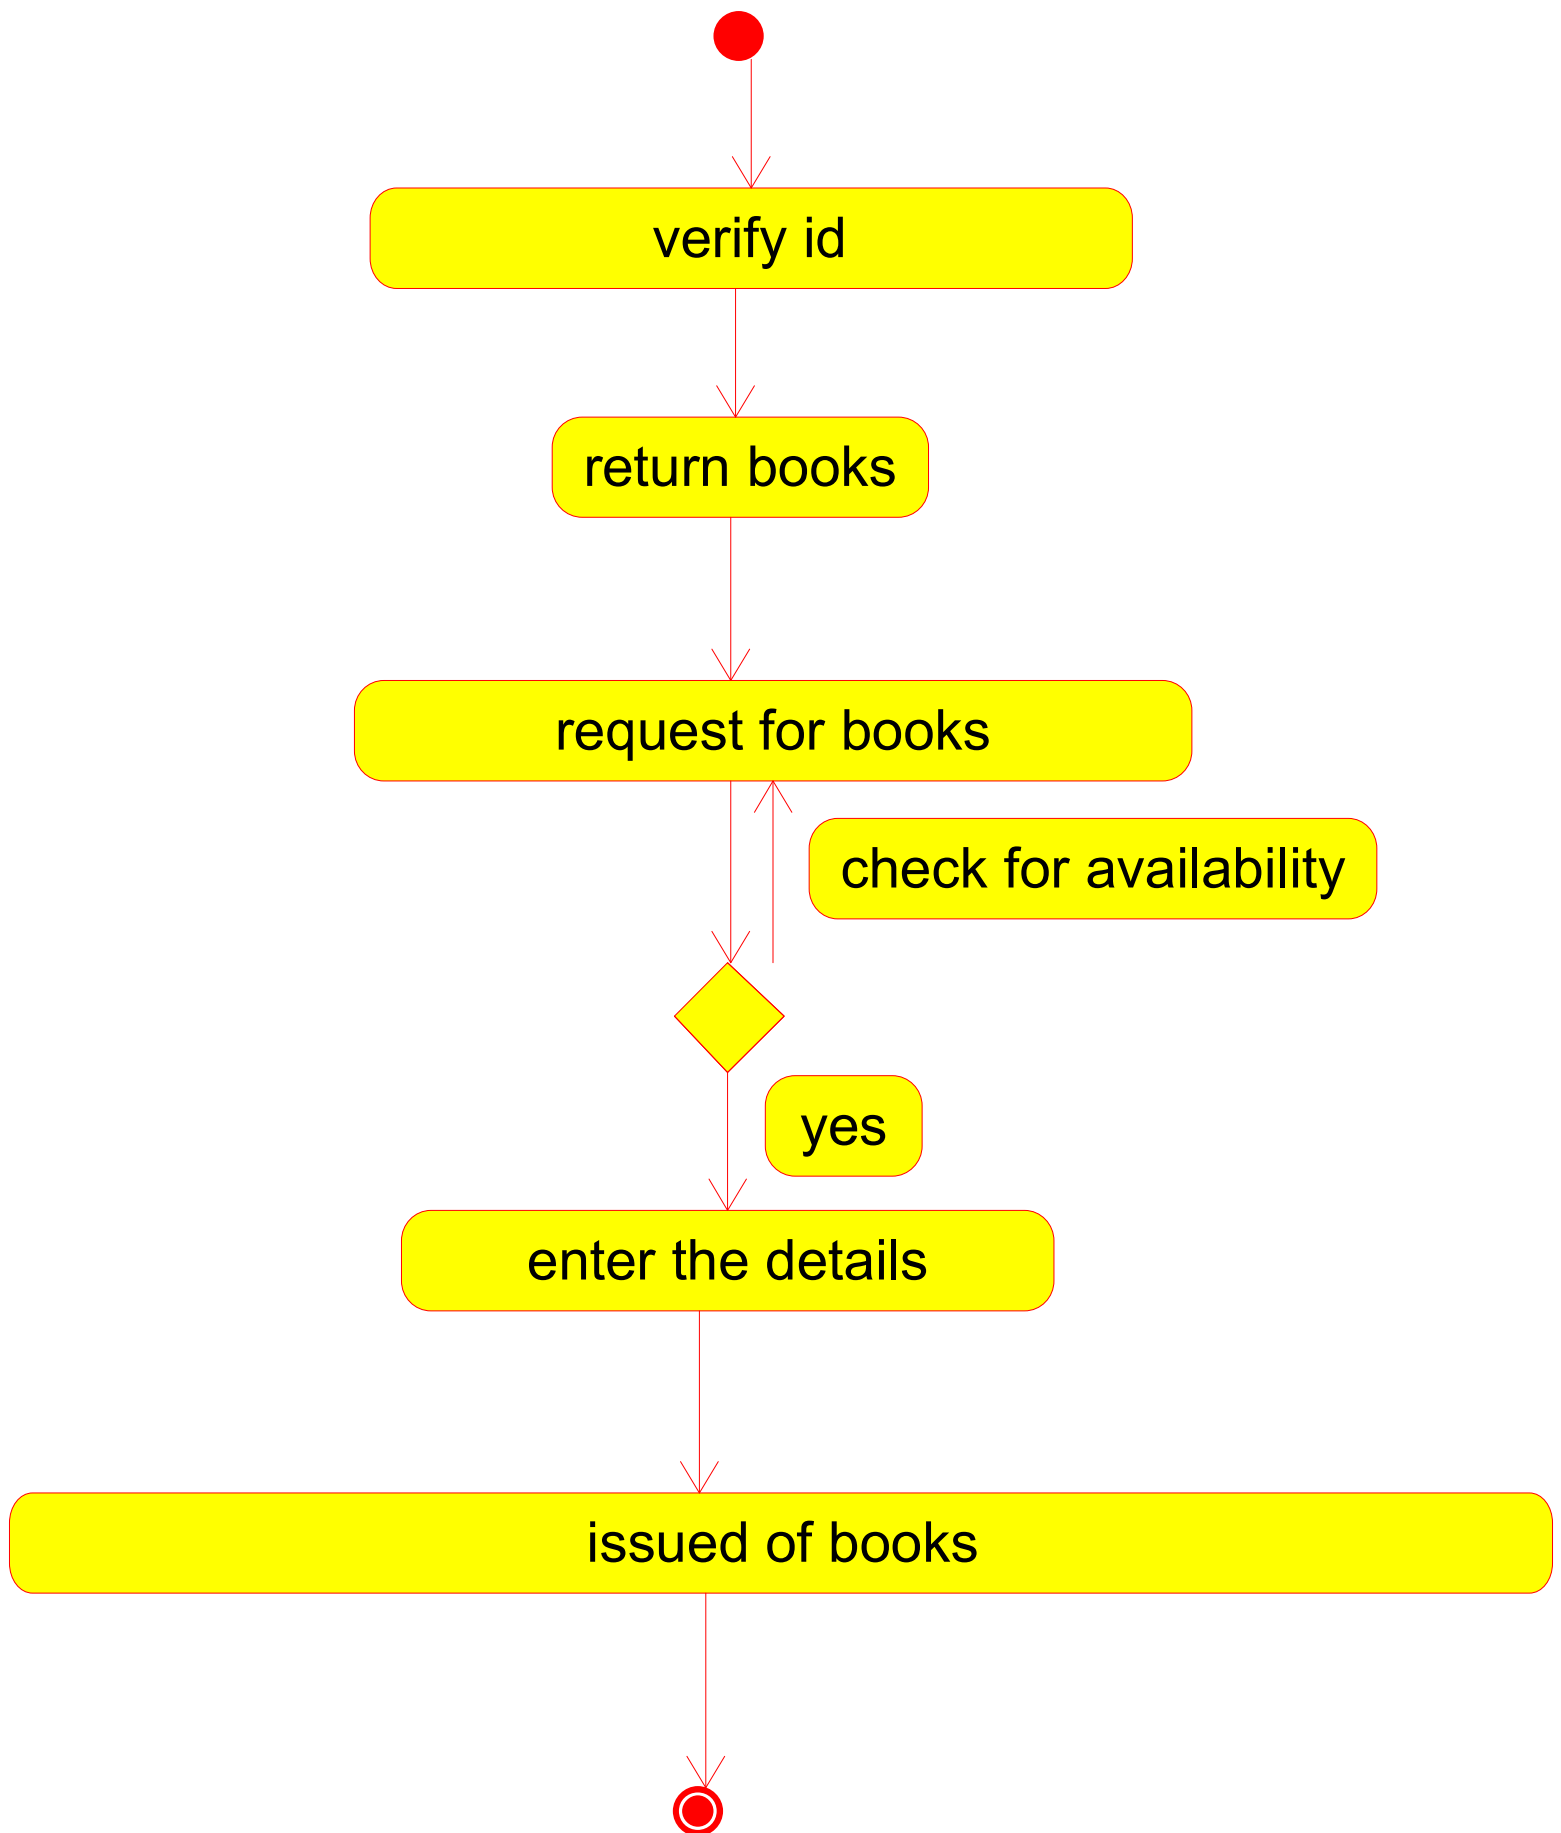 verify id
return books
request for books
check for availability
yes
enter the details
issued of books